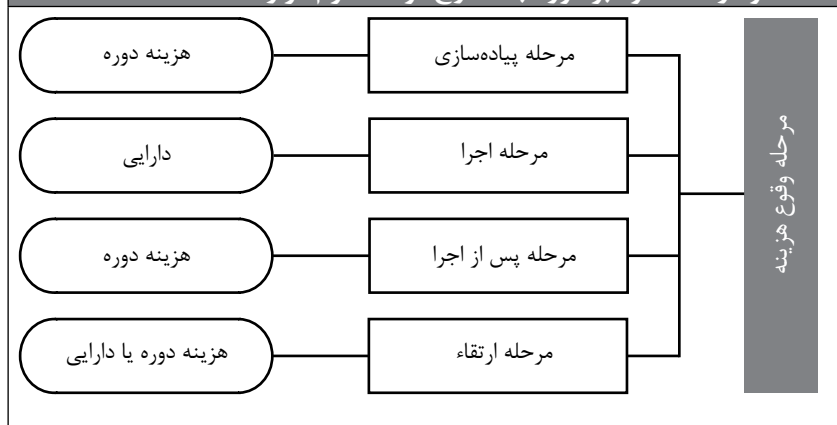 مرحله وقوع هزینه
مرحله پیاده‌سازی
هزینه دوره
مرحله اجرا
دارایی
مرحله پس از اجرا
هزینه دوره
مرحله ارتقاء
هزینه دوره یا دارایی